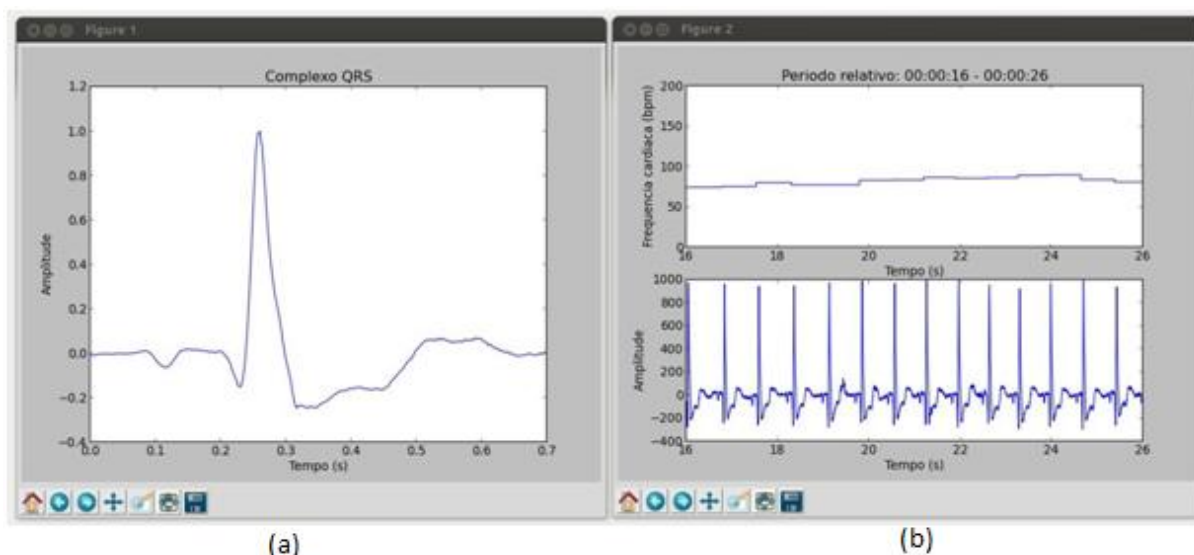 Figure 1
Complexo QRS
1.2
1.0
0.8
0.6
0.4
0.2
0.0
−0.2
−0.4
Amplitude
0.0 0.1 0.2 0.3 0.4 0.5 0.6 0.7
Tempo (s)
(a)
Figure 2
Periodo relativo: 00:00:16 - 00:00:26
200
150
100
50
0
Frequencia cardiaca (bpm)
16 18 20 22 24 26
Tempo (s)
1000
800
600
400
200
0
−200
−400
Amplitude
16 18 20 22 24 26
Tempo (s)
(b)